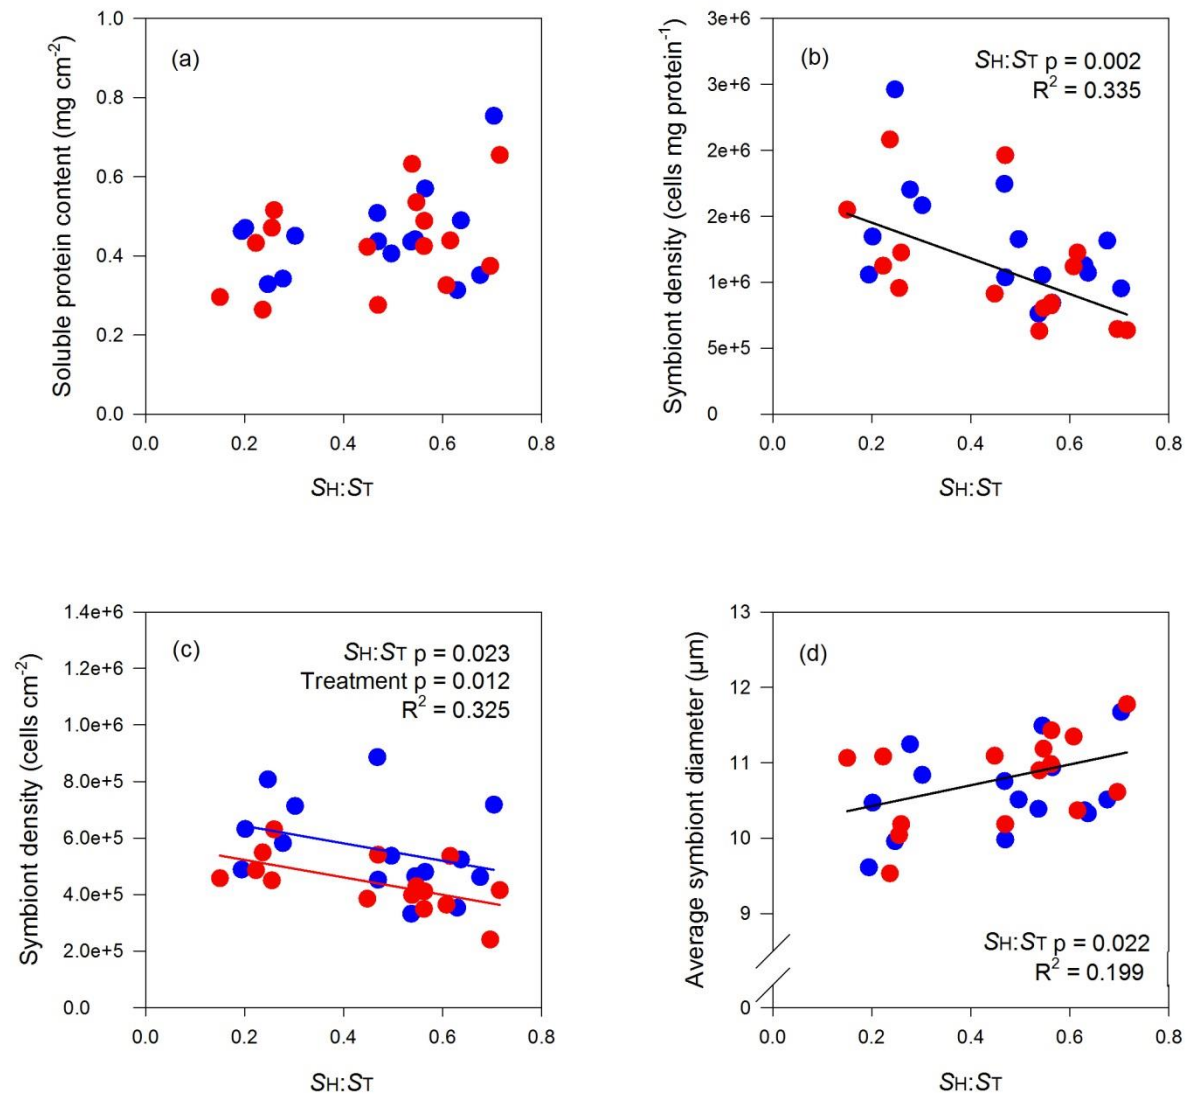 (a)
Soluble protein content (mg cm⁻²)
1.0
0.8
0.6
0.4
0.2
0.0
0.0 0.2 0.4 0.6 0.8
SH:ST
(b)
SH:ST p = 0.002
R² = 0.335
Symbiont density (cells mg protein⁻¹)
3e+6
3e+6
2e+6
2e+6
1e+6
5e+5
0
0.0 0.2 0.4 0.6 0.8
SH:ST
(c)
SH:ST p = 0.023
Treatment p = 0.012
R² = 0.325
Symbiont density (cells cm⁻²)
1.4e+6
1.2e+6
1.0e+6
8.0e+5
6.0e+5
4.0e+5
2.0e+5
0.0
0.0 0.2 0.4 0.6 0.8
SH:ST
(d)
Average symbiont diameter (µm)
13
12
11
10
9
0
SH:ST p = 0.022
R² = 0.199
0.0 0.2 0.4 0.6 0.8
SH:ST